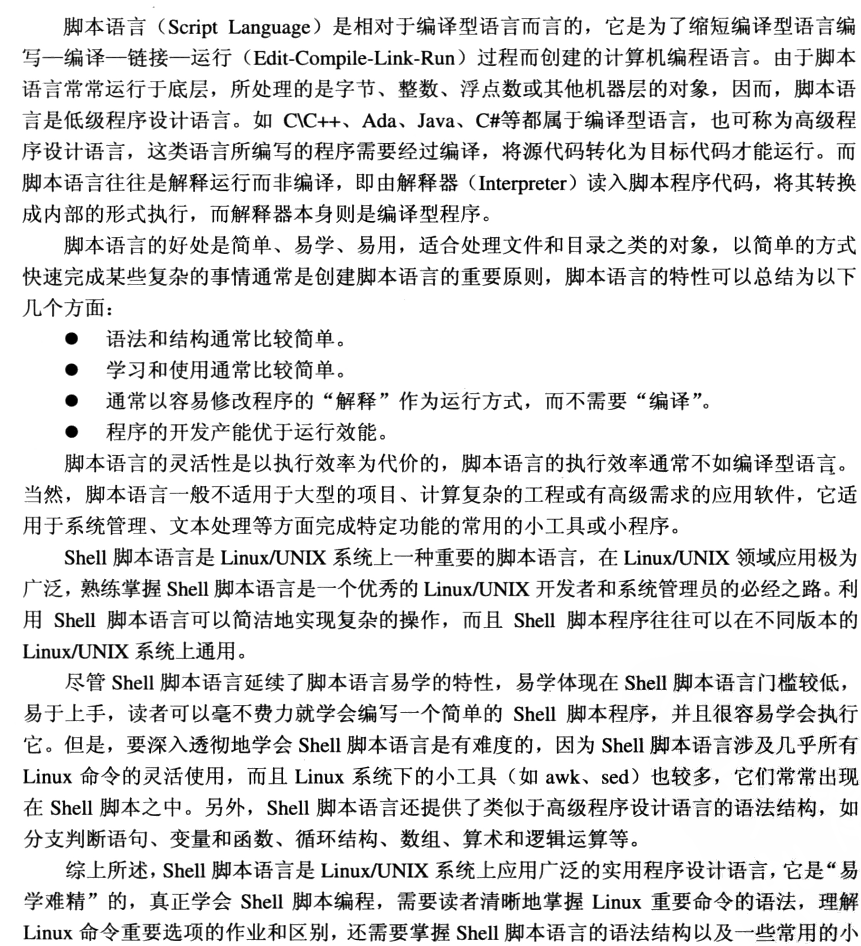 脚本语言（Script Language）是相对于编译型语言而言的，它是为了缩短编译型语言编
写—编译—链接—运行（Edit-Compile-Link-Run）过程而创建的计算机编程语言。由于脚本
语言常常运行于底层，所处理的是字节、整数、浮点数或其他机器层的对象，因而，脚本语
言是低级程序设计语言。如 C\C++、Ada、Java、C#等都属于编译型语言，也可称为高级程
序设计语言，这类语言所编写的程序需要经过编译，将源代码转化为目标代码才能运行。而
脚本语言往往是解释运行而非编译，即由解释器（Interpreter）读入脚本程序代码，将其转换
成内部的形式执行，而解释器本身则是编译型程序。
脚本语言的好处是简单、易学、易用，适合处理文件和目录之类的对象，以简单的方式
快速完成某些复杂的事情通常是创建脚本语言的重要原则，脚本语言的特性可以总结为以下
几个方面：
● 语法和结构通常比较简单。
● 学习和使用通常比较简单。
● 通常以容易修改程序的“解释”作为运行方式，而不需要“编译”。
● 程序的开发产能优于运行效能。
脚本语言的灵活性是以执行效率为代价的，脚本语言的执行效率通常不如编译型语言。
当然，脚本语言一般不适用于大型的项目、计算复杂的工程或有高级需求的应用软件，它适
用于系统管理、文本处理等方面完成特定功能的常用的小工具或小程序。
Shell 脚本语言是 Linux/UNIX 系统上一种重要的脚本语言，在 Linux/UNIX 领域应用极为
广泛，熟练掌握 Shell 脚本语言是一个优秀的 Linux/UNIX 开发者和系统管理员的必经之路。利
用 Shell 脚本语言可以简洁地实现复杂的操作，而且 Shell 脚本程序往往可以在不同版本的
Linux/UNIX 系统上通用。
尽管 Shell 脚本语言延续了脚本语言易学的特性，易学体现在 Shell 脚本语言门槛较低，
易于上手，读者可以毫不费力就学会编写一个简单的 Shell 脚本程序，并且很容易学会执行
它。但是，要深入透彻地学会 Shell 脚本语言是有难度的，因为 Shell 脚本语言涉及几乎所有
Linux 命令的灵活使用，而且 Linux 系统下的小工具（如 awk、sed）也较多，它们常常出现
在 Shell 脚本之中。另外，Shell 脚本语言还提供了类似于高级程序设计语言的语法结构，如
分支判断语句、变量和函数、循环结构、数组、算术和逻辑运算等。
综上所述，Shell 脚本语言是 Linux/UNIX 系统上应用广泛的实用程序设计语言，它是“易
学难精”的，真正学会 Shell 脚本编程，需要读者清晰地掌握 Linux 重要命令的语法，理解
Linux 命令重要选项的作业和区别，还需要掌握 Shell 脚本语言的语法结构以及一些常用的小